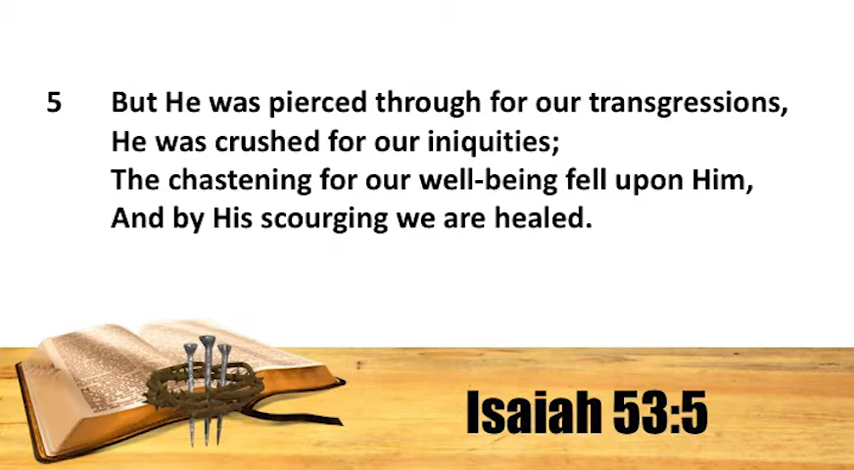 5 But He was pierced through for our transgressions,
He was crushed for our iniquities;
The chastening for our well-being fell upon Him,
And by His scourging we are healed.
Isaiah 53:5